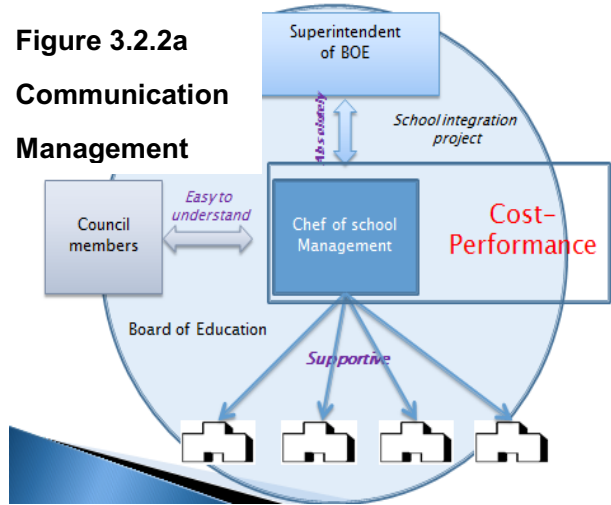 Figure 3.2.2a
Communication
Management
Superintendent
of BOE
Absolutely
School integration
project
Easy to
understand
Council
members
Chef of school
Management
Cost-
Performance
Board of Education
Supportive